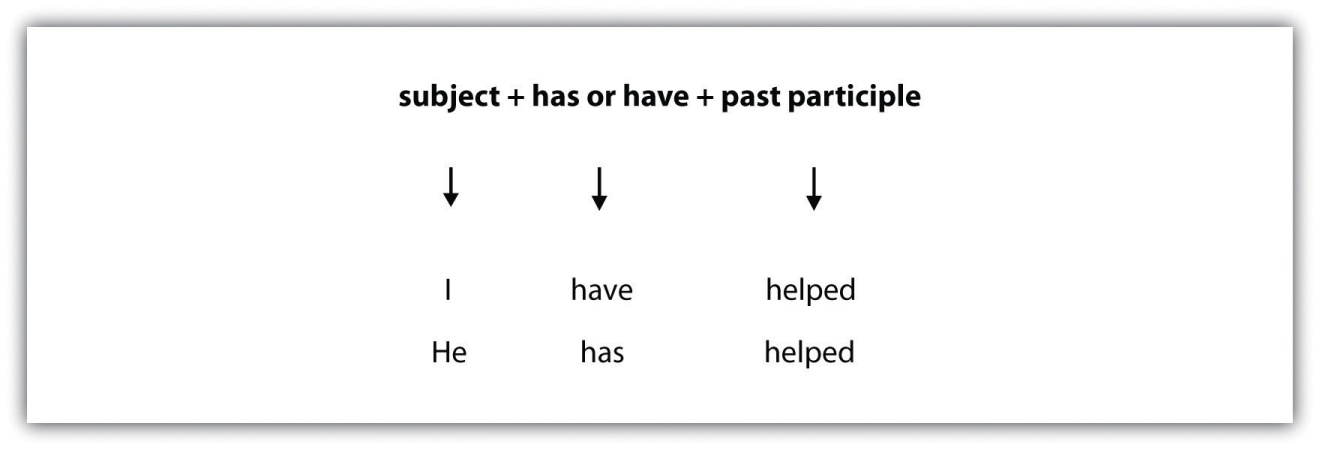 subject + has or have + past participle
I have helped
He has helped